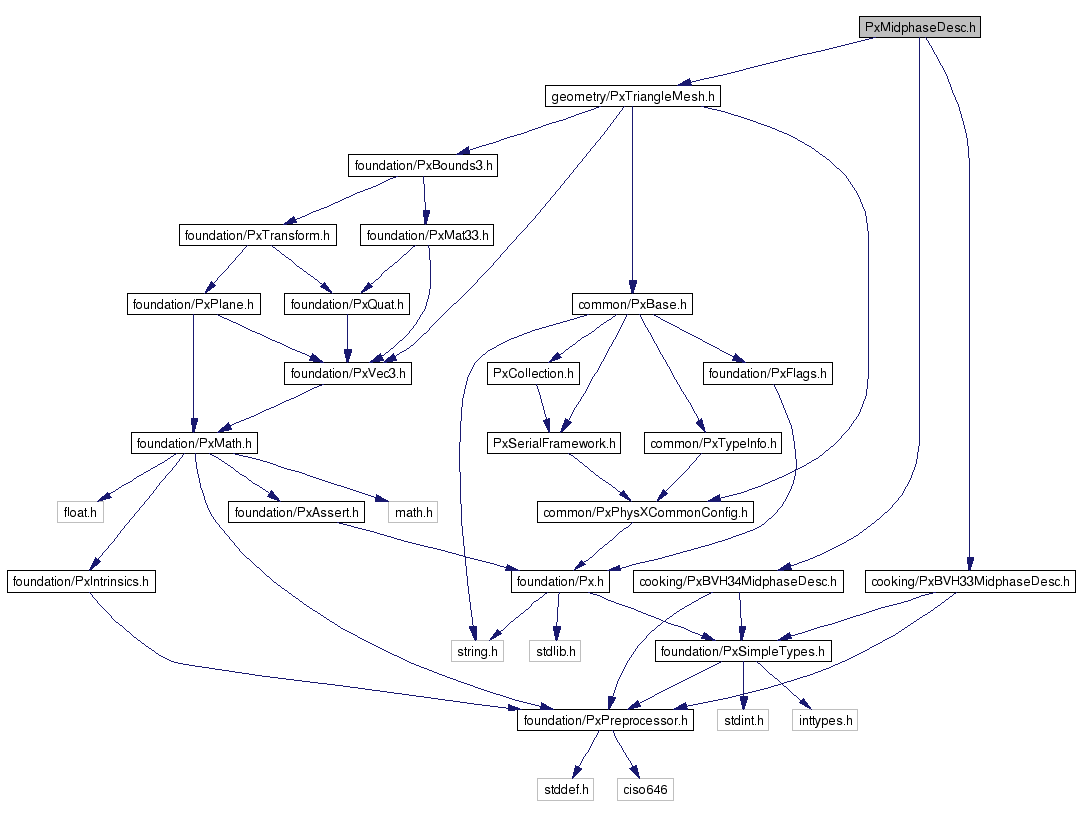 PxMidphaseDesc.h
geometry/PxTriangleMesh.h
foundation/PxBounds3.h
foundation/PxTransform.h
foundation/PxMat33.h
foundation/PxPlane.h
foundation/PxQuat.h
common/PxBase.h
foundation/PxVec3.h
PxCollection.h
foundation/PxFlags.h
foundation/PxMath.h
PxSerialFramework.h
common/PxTypeInfo.h
float.h
foundation/PxAssert.h
math.h
common/PxPhysXCommonConfig.h
foundation/PxIntrinsics.h
foundation/Px.h
cooking/PxBVH34MidphaseDesc.h
cooking/PxBVH33MidphaseDesc.h
string.h
stdlib.h
foundation/PxSimpleTypes.h
foundation/PxPreprocessor.h
stdint.h
inttypes.h
stddef.h
ciso646